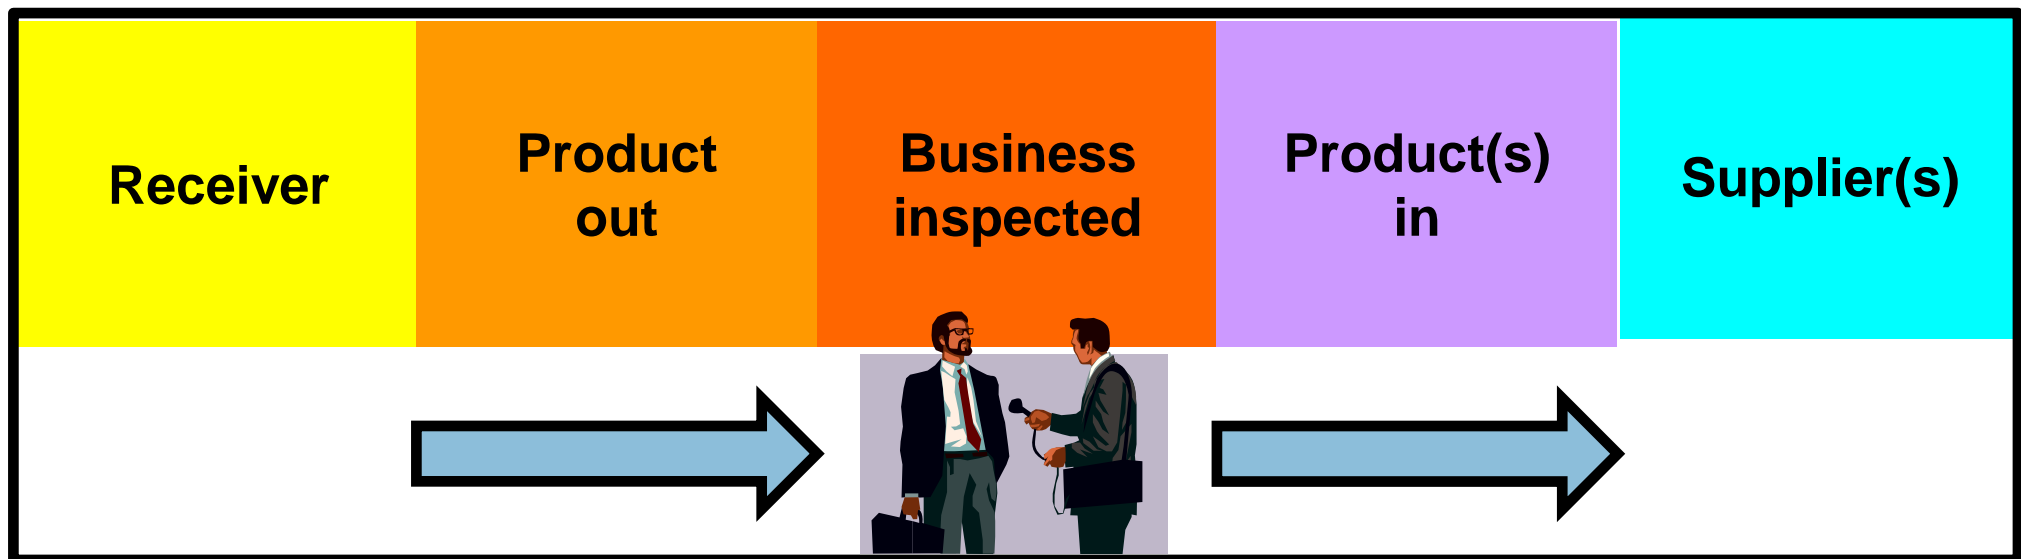 Receiver
Product
out
Business
inspected
Product(s)
in
Supplier(s)